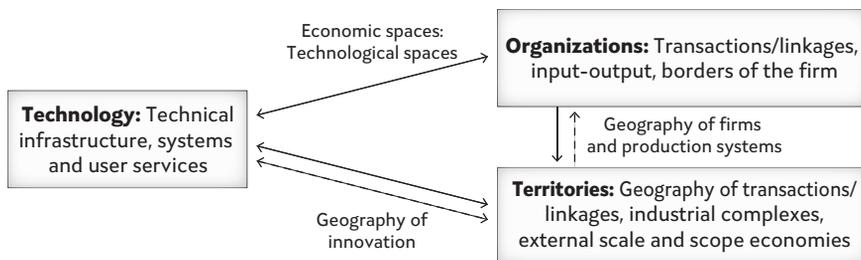 Economic spaces:
Technological spaces
Organizations: Transactions/linkages,
input-output, borders of the firm
Technology: Technical
infrastructure, systems
and user services
Geography of firms
and production systems
Geography of
innovation
Territories: Geography of transactions/
linkages, industrial complexes,
external scale and scope economies